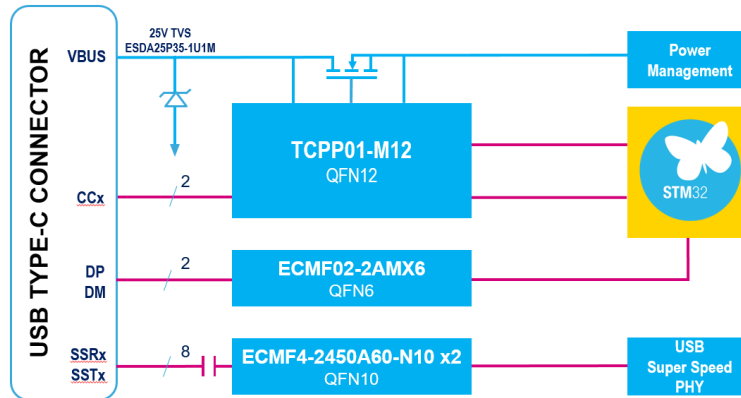 USB TYPE-C CONNECTOR
VBUS
25V TVS
ESDA25P35-1U1M
Power
Management
TCPP01-M12
QFN12
STM32
CCx
2
DP
DM
2
ECMF02-2AMX6
QFN6
SSRx
SSTx
8
ECMF4-2450A60-N10 x2
QFN10
USB
Super Speed
PHY